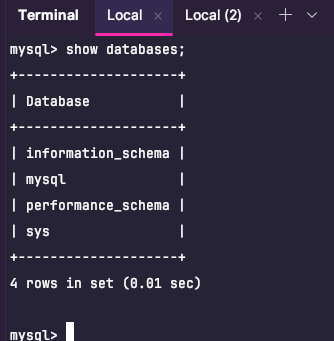 Terminal Local × Local (2) × + ∨
mysql> show databases;
+--------------------+
| Database           |
+--------------------+
| information_schema |
| mysql              |
| performance_schema |
| sys                |
+--------------------+
4 rows in set (0.01 sec)
mysql>